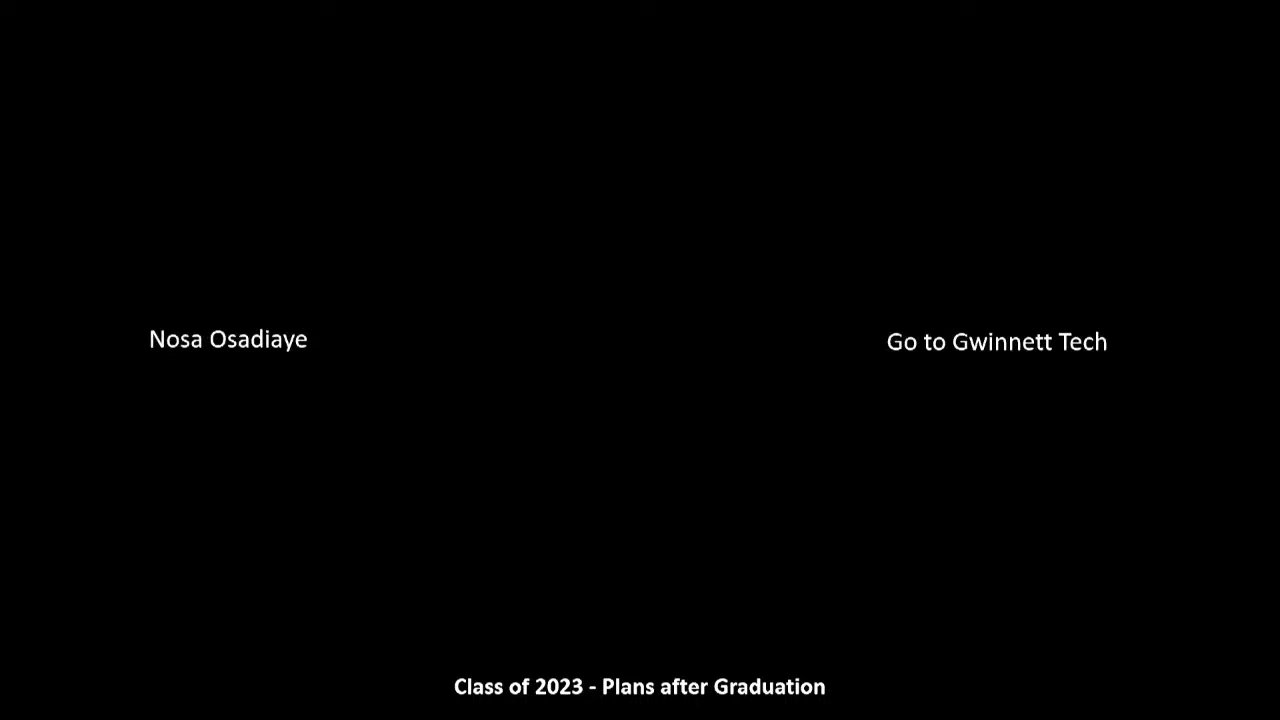 Nosa Osadiaye
Go to Gwinnett Tech
Class of 2023 - Plans after Graduation